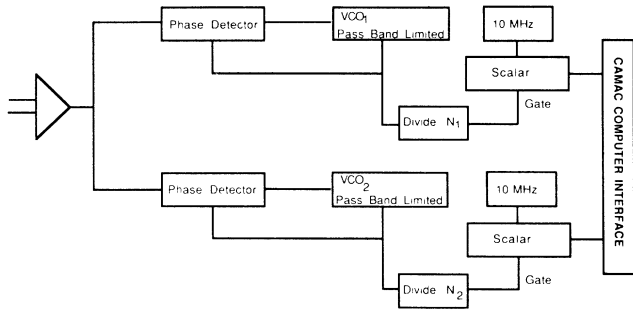 Phase Detector
VCO1
Pass Band Limited
10 MHz
Scalar
Gate
Divide N1
CAMAC COMPUTER INTERFACE
Phase Detector
VCO2
Pass Band Limited
10 MHz
Scalar
Gate
Divide N2